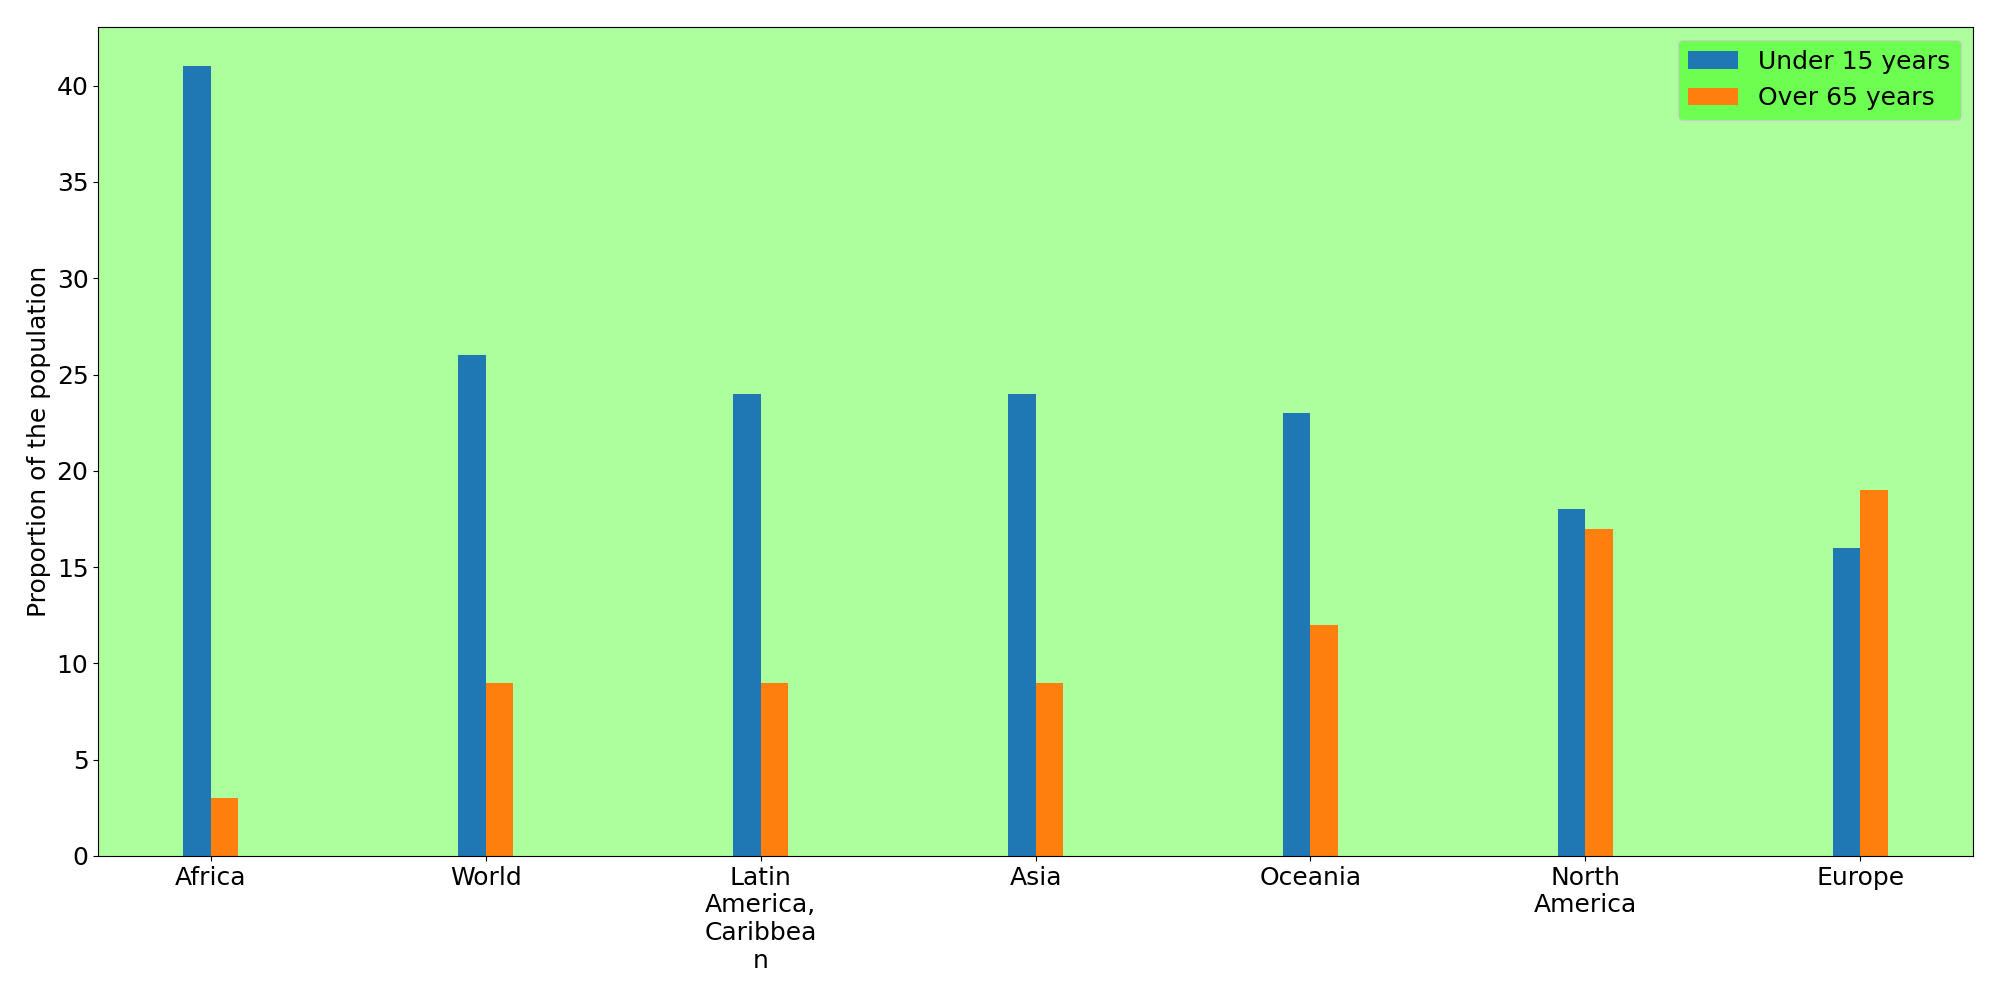 Under 15 years
Over 65 years
Proportion of the population
40
35
30
25
20
15
10
5
0
Africa
World
Latin
America,
Caribbea
n
Asia
Oceania
North
America
Europe